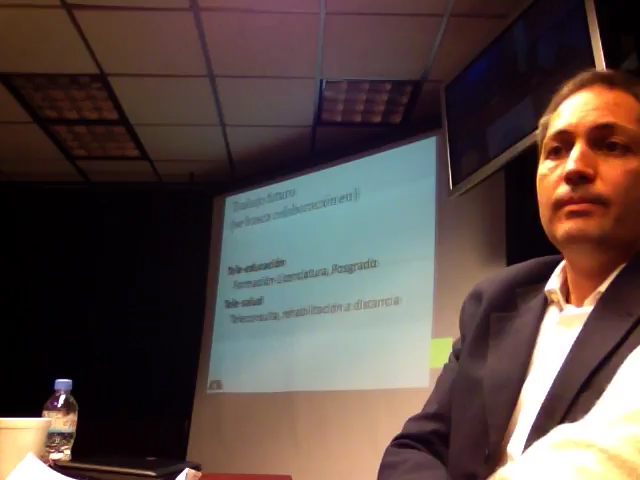 Trabajo futuro
(se busca colaboración en)
Tele-educación
Formación Licenciatura, Posgrado
Tele-salud
Teleconsulta, rehabilitación a distancia